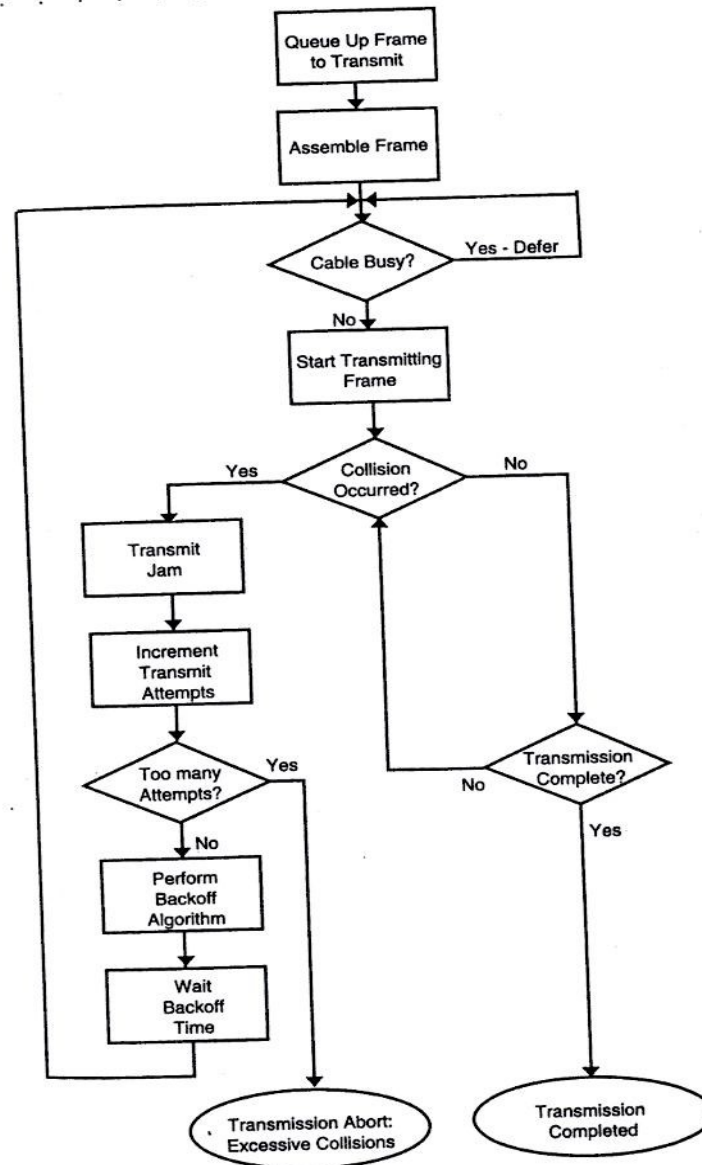 Queue Up Frame
to Transmit
Assemble Frame
Cable Busy?
Yes - Defer
No
Start Transmitting
Frame
Collision
Occurred?
Yes
No
Transmit
Jam
Increment
Transmit
Attempts
Too many
Attempts?
Yes
No
Transmission
Complete?
No
Yes
Perform
Backoff
Algorithm
Wait
Backoff
Time
Transmission Abort:
Excessive Collisions
Transmission
Completed